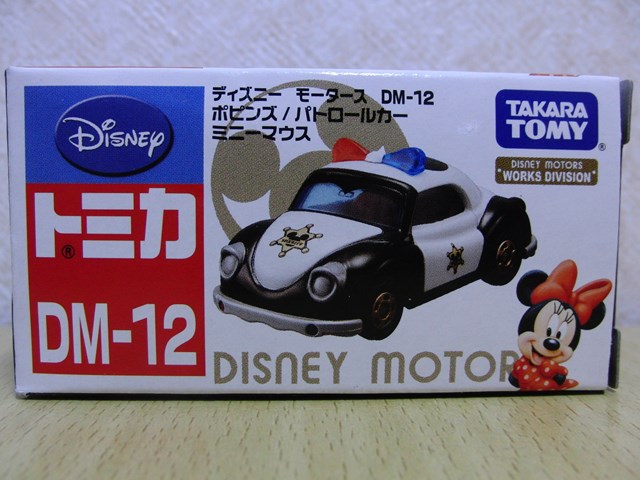 Disney
トミカ
®
DM-12
ディズニー モータース DM-12
ポピンズ/パトロールカー
ミニーマウス
TAKARA
TOMY
®
DISNEY MOTORS
WORKS DIVISION
DISNEY MOTOR